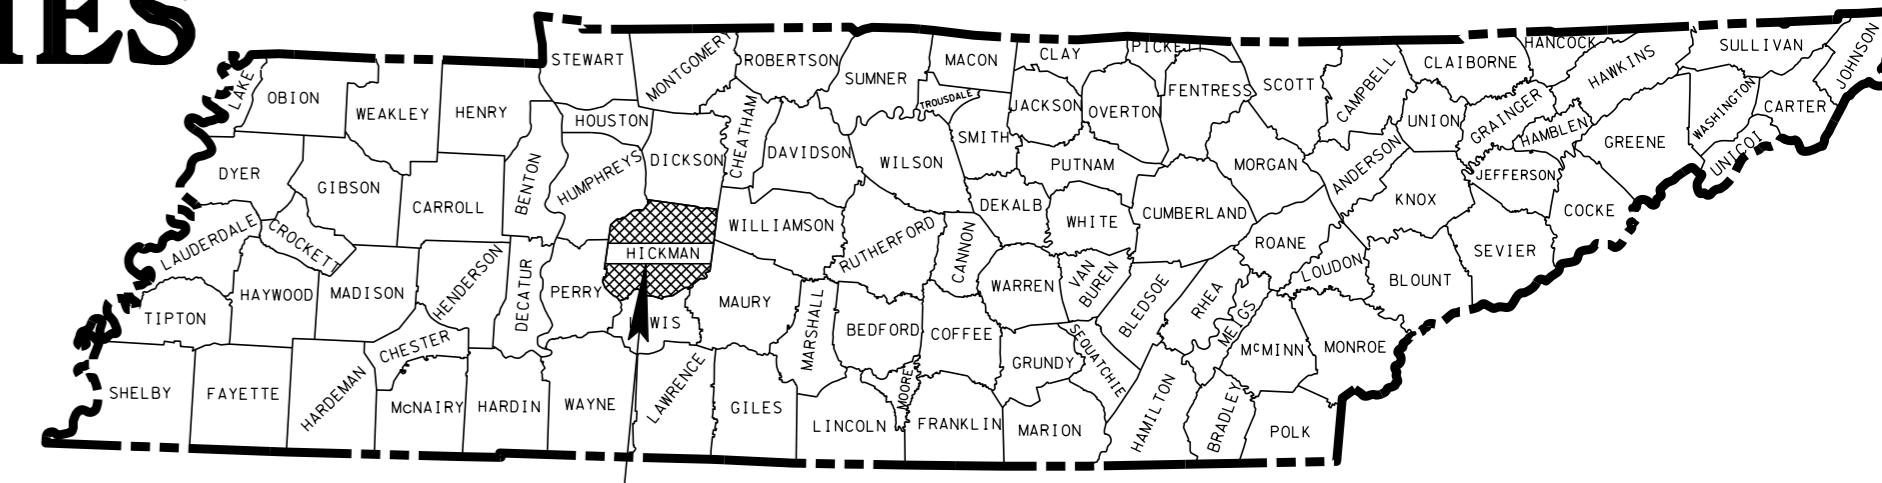 IES
STEWART
MONTGOMERY
ROBERTSON
SUMNER
MACON
CLAY
PICKETT
FENTRESS
SCOTT
CAMPBELL
CLAIBORNE
HANCOCK
HAWKINS
SULLIVAN
JOHNSON
LAKE
OBION
WEAKLEY
HENRY
HOUSTON
CHEATHAM
TROUSDALE
JACKSON
OVERTON
UNION
GRAINGER
HAMBLEN
WASHINGTON
CARTER
UNICOI
GREENE
DYER
GIBSON
CARROLL
BENTON
HUMPHREYS
DICKSON
DAVIDSON
WILSON
SMITH
PUTNAM
MORGAN
ANDERSON
KNOX
JEFFERSON
COCKE
LAUDERDALE
CROCKETT
HICKMAN
WILLIAMSON
RUTHERFORD
CANNON
DEKALB
WHITE
CUMBERLAND
ROANE
LOUDON
BLOUNT
SEVIER
TIPTON
HAYWOOD
MADISON
HENDERSON
DECATUR
PERRY
WIS
MAURY
MARSHALL
BEDFORD
COFFEE
WARREN
VAN
BUREN
BLEDSOE
RHEA
MEIGS
McMINN
MONROE
SHELBY
FAYETTE
HARDEMAN
CHESTER
McNAIRY
HARDIN
WAYNE
LAWRENCE
GILES
LINCOLN
MOORE
FRANKLIN
GRUNDY
SEQUATCHIE
MARION
HAMILTON
BRADLEY
POLK